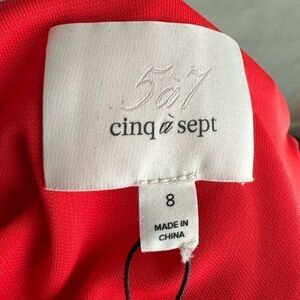 5à7
cinq à sept
8
MADE IN
CHINA